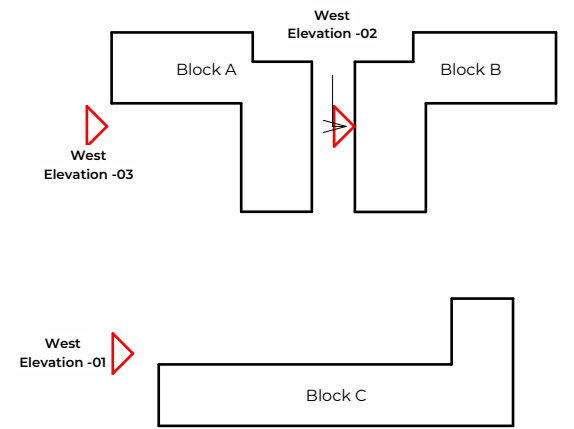 West
Elevation -02
Block A
Block B
West
Elevation -03
West
Elevation -01
Block C